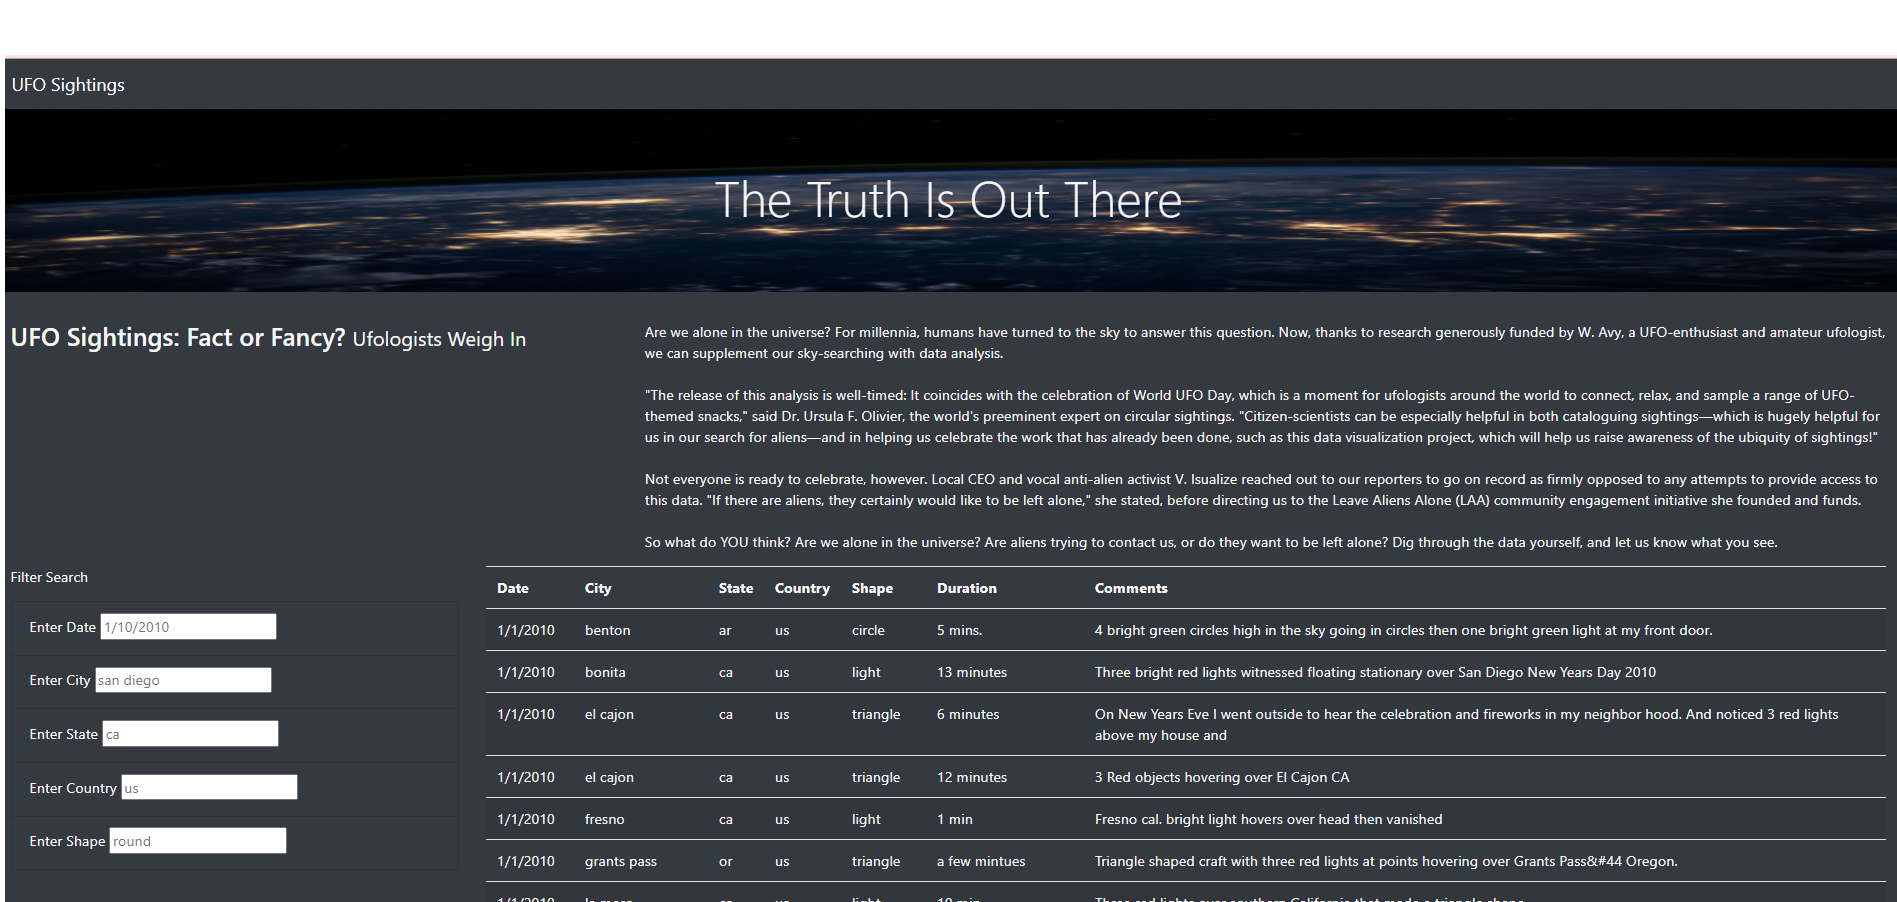 UFO Sightings
The Truth Is Out There
UFO Sightings: Fact or Fancy? Ufologists Weigh In
Are we alone in the universe? For millennia, humans have turned to the sky to answer this question. Now, thanks to research generously funded by W. Avy, a UFO-enthusiast and amateur ufologist,
we can supplement our sky-searching with data analysis.
"The release of this analysis is well-timed: It coincides with the celebration of World UFO Day, which is a moment for ufologists around the world to connect, relax, and sample a range of UFO-
themed snacks," said Dr. Ursula F. Olivier, the world's preeminent expert on circular sightings. "Citizen-scientists can be especially helpful in both cataloguing sightings—which is hugely helpful for
us in our search for aliens—and in helping us celebrate the work that has already been done, such as this data visualization project, which will help us raise awareness of the ubiquity of sightings!"
Not everyone is ready to celebrate, however. Local CEO and vocal anti-alien activist V. Isualize reached out to our reporters to go on record as firmly opposed to any attempts to provide access to
this data. "If there are aliens, they certainly would like to be left alone," she stated, before directing us to the Leave Aliens Alone (LAA) community engagement initiative she founded and funds.
So what do YOU think? Are we alone in the universe? Are aliens trying to contact us, or do they want to be left alone? Dig through the data yourself, and let us know what you see.
Filter Search
Enter Date 1/10/2010
Enter City san diego
Enter State ca
Enter Country us
Enter Shape round
Date City State Country Shape Duration Comments
1/1/2010 benton ar us circle 5 mins. 4 bright green circles high in the sky going in circles then one bright green light at my front door.
1/1/2010 bonita ca us light 13 minutes Three bright red lights witnessed floating stationary over San Diego New Years Day 2010
1/1/2010 el cajon ca us triangle 6 minutes On New Years Eve I went outside to hear the celebration and fireworks in my neighbor hood. And noticed 3 red lights
above my house and
1/1/2010 el cajon ca us triangle 12 minutes 3 Red objects hovering over El Cajon CA
1/1/2010 fresno ca us light 1 min Fresno cal. bright light hovers over head then vanished
1/1/2010 grants pass or us triangle a few mintues Triangle shaped craft with three red lights at points hovering over Grants Pass&#44 Oregon.